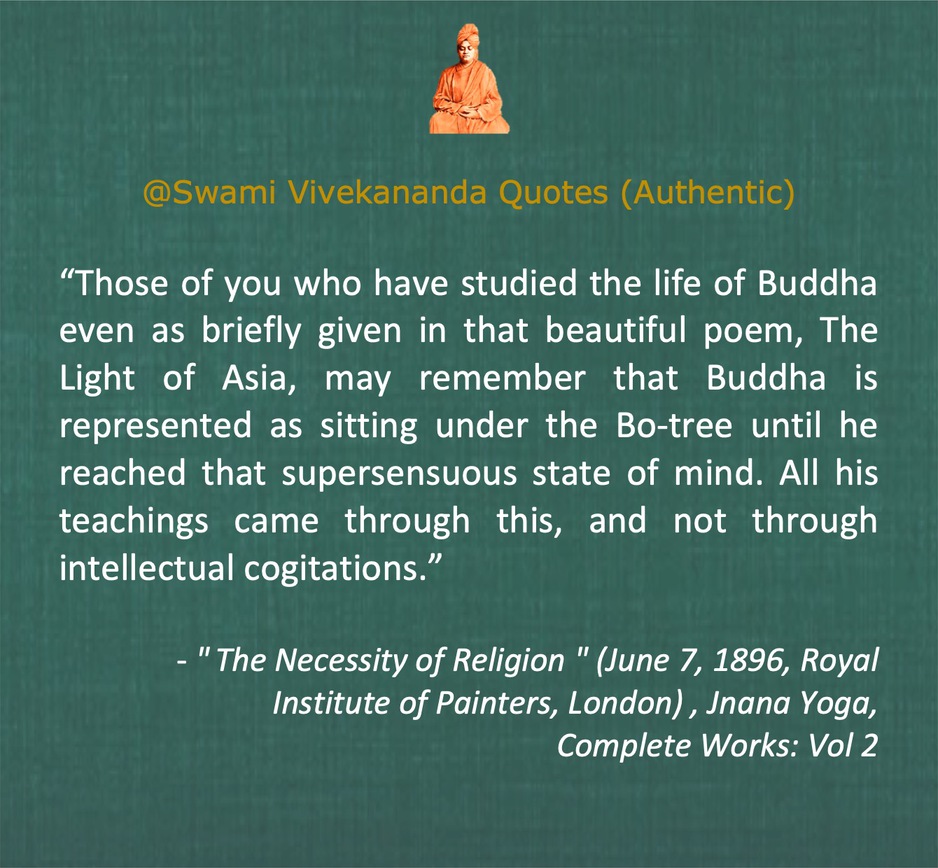 @Swami Vivekananda Quotes (Authentic)
“Those of you who have studied the life of Buddha
even as briefly given in that beautiful poem, The
Light of Asia, may remember that Buddha is
represented as sitting under the Bo-tree until he
reached that supersensuous state of mind. All his
teachings came through this, and not through
intellectual cogitations.”
- " The Necessity of Religion " (June 7, 1896, Royal
Institute of Painters, London) , Jnana Yoga,
Complete Works: Vol 2